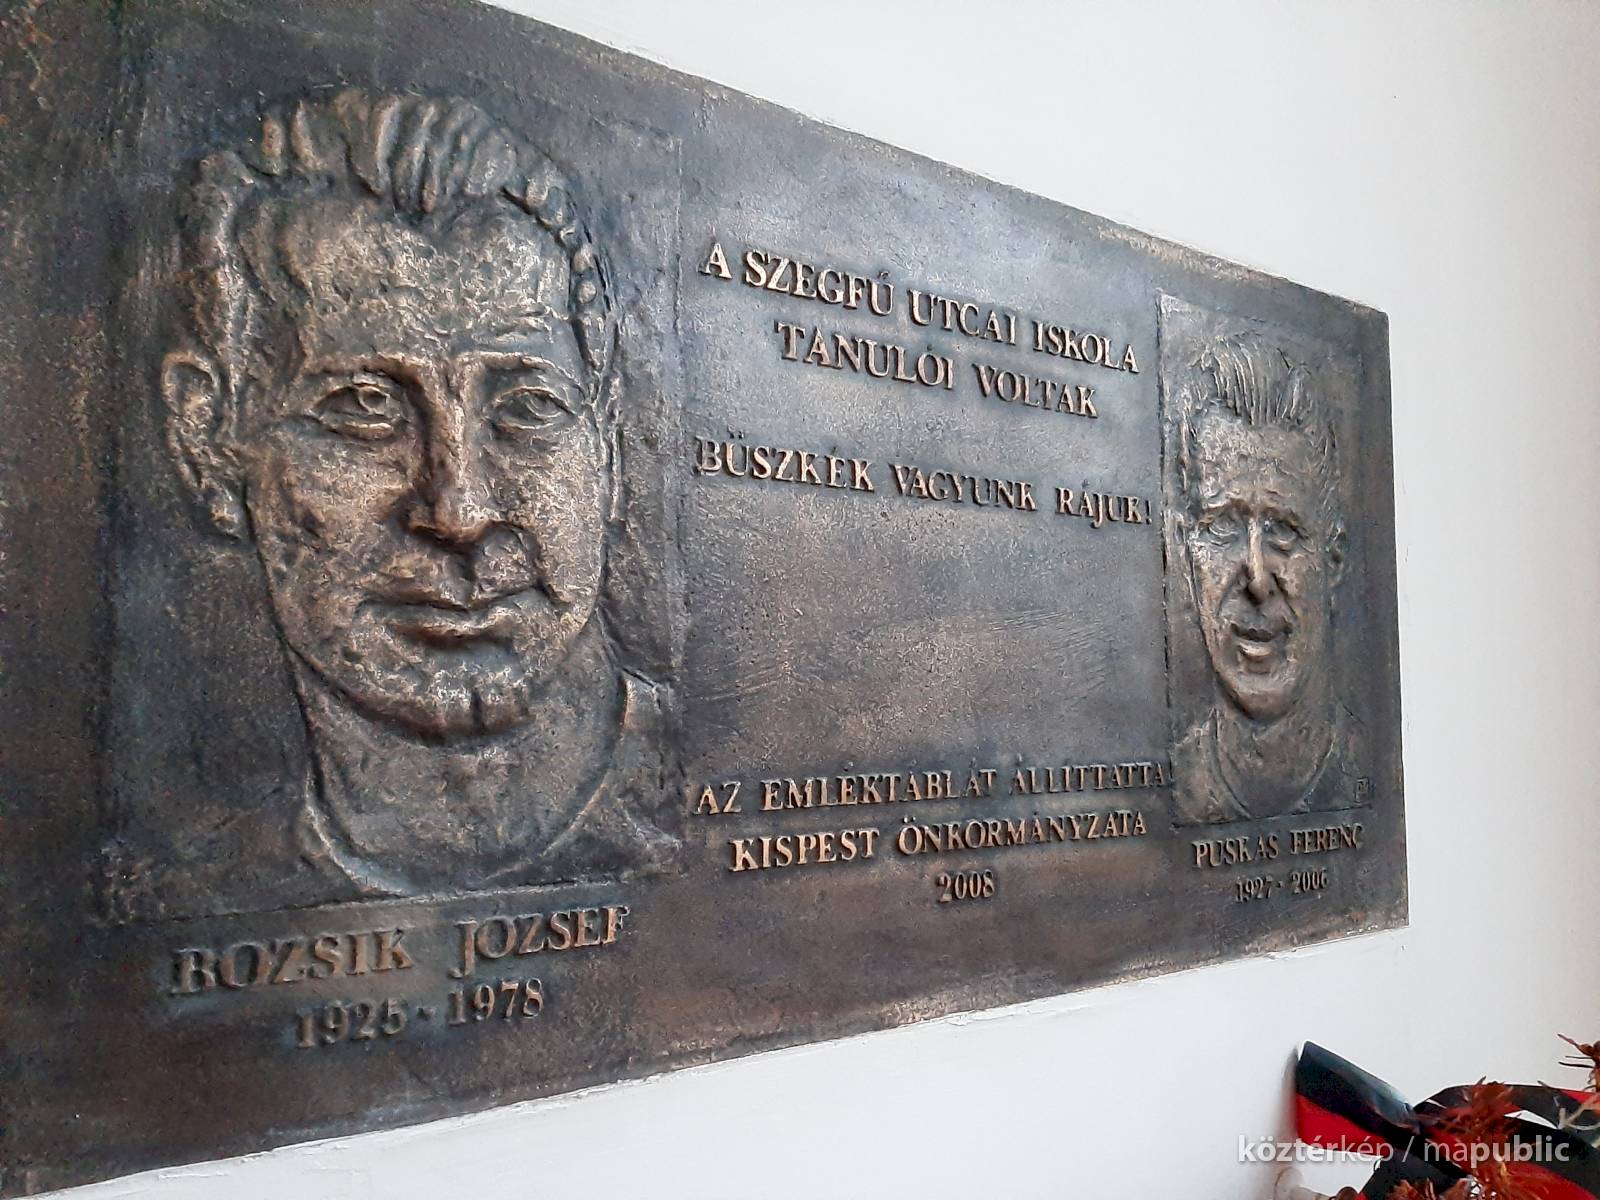 A SZEGFŰ UTCAI ISKOLA
TANULÓI VOLTAK
BÜSZKÉK VAGYUNK RÁJUK!
AZ EMLÉKTÁBLÁT ÁLLÍTTATTA
KISPEST ÖNKORMÁNYZATA
2008
BOZSIK JÓZSEF
1925 - 1978
PUSKÁS FERENC
1927 - 2006
köztérkép / mapublic